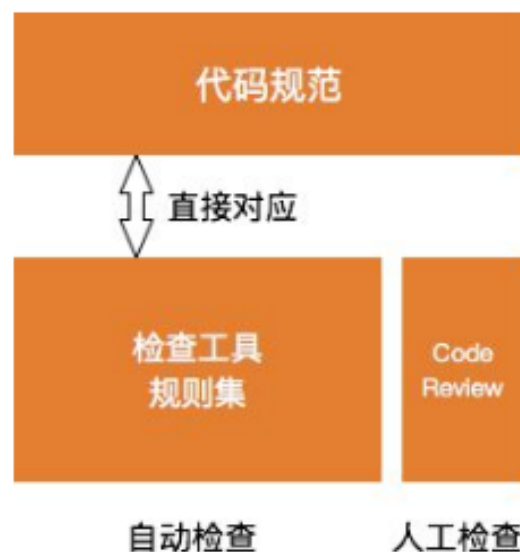 代码规范
直接对应
检查工具
规则集
Code
Review
自动检查
人工检查